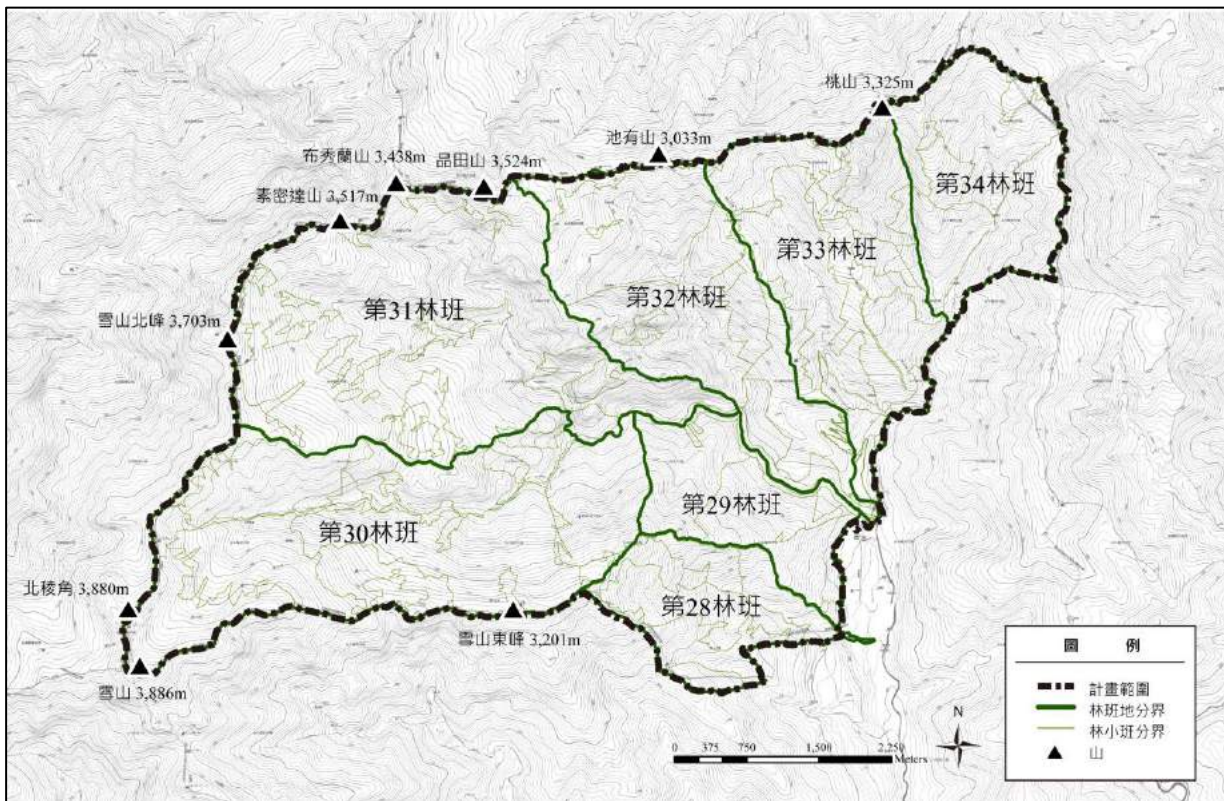 桃山 3,325m
池有山 3,033m
布秀蘭山 3,438m
品田山 3,524m
素密達山 3,517m
第34林班
第33林班
第32林班
第31林班
雪山北峰 3,703m
第29林班
第30林班
北稜角 3,880m
第28林班
雪山東峰 3,201m
雪山 3,886m
圖 例
計畫範圍
林班地分界
林小班分界
山
N
0 375 750 1,500 2,250
Meters